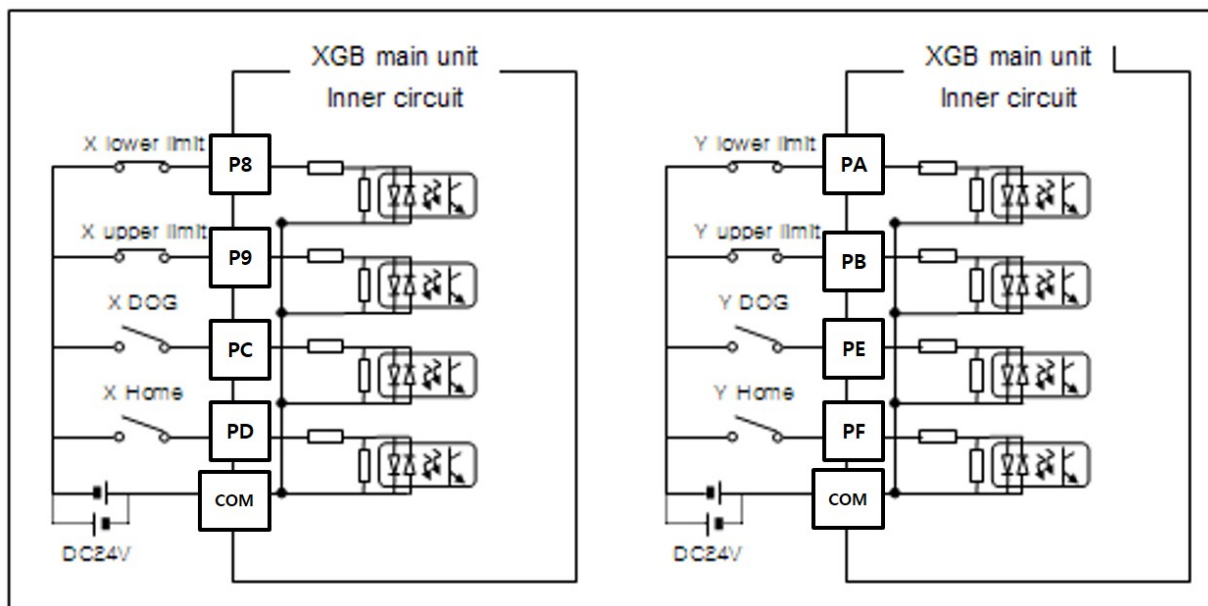 XGB main unit
Inner circuit
X lower limit
P8
X upper limit
P9
X DOG
PC
X Home
PD
COM
DC24V
XGB main unit
Inner circuit
Y lower limit
PA
Y upper limit
PB
Y DOG
PE
Y Home
PF
COM
DC24V